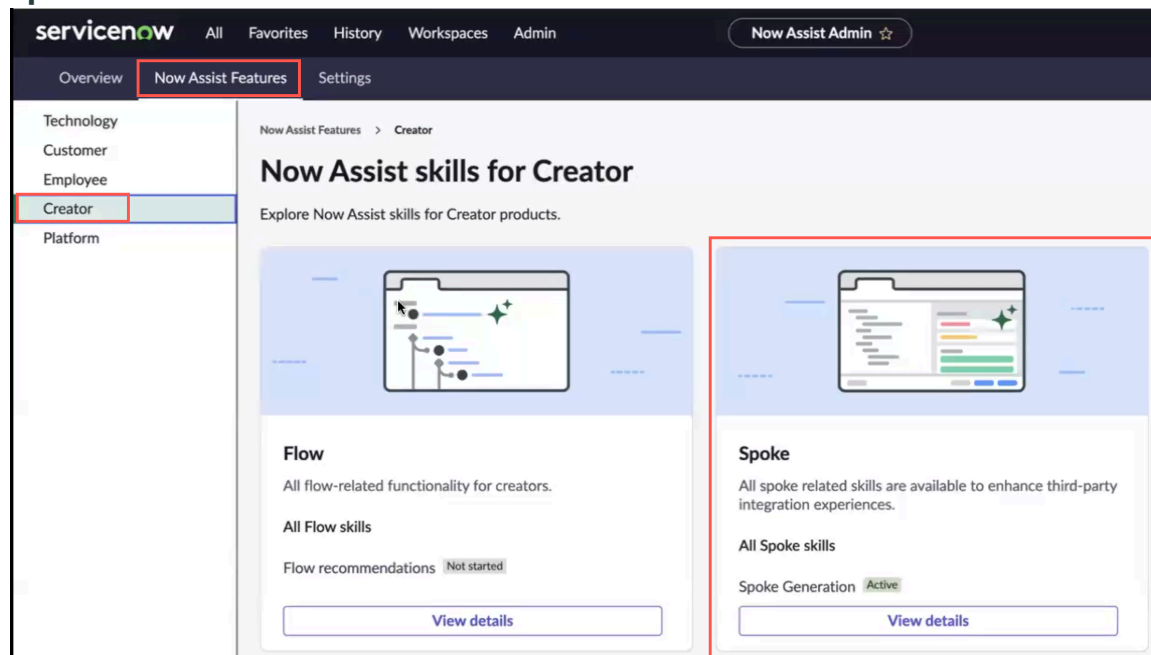 servicenow All Favorites History Workspaces Admin Now Assist Admin ☆
Overview Now Assist Features Settings
Technology
Customer
Employee
Creator
Platform
Now Assist Features > Creator
Now Assist skills for Creator
Explore Now Assist skills for Creator products.
Flow
All flow-related functionality for creators.
All Flow skills
Flow recommendations Not started
View details
Spoke
All spoke related skills are available to enhance third-party
integration experiences.
All Spoke skills
Spoke Generation Active
View details